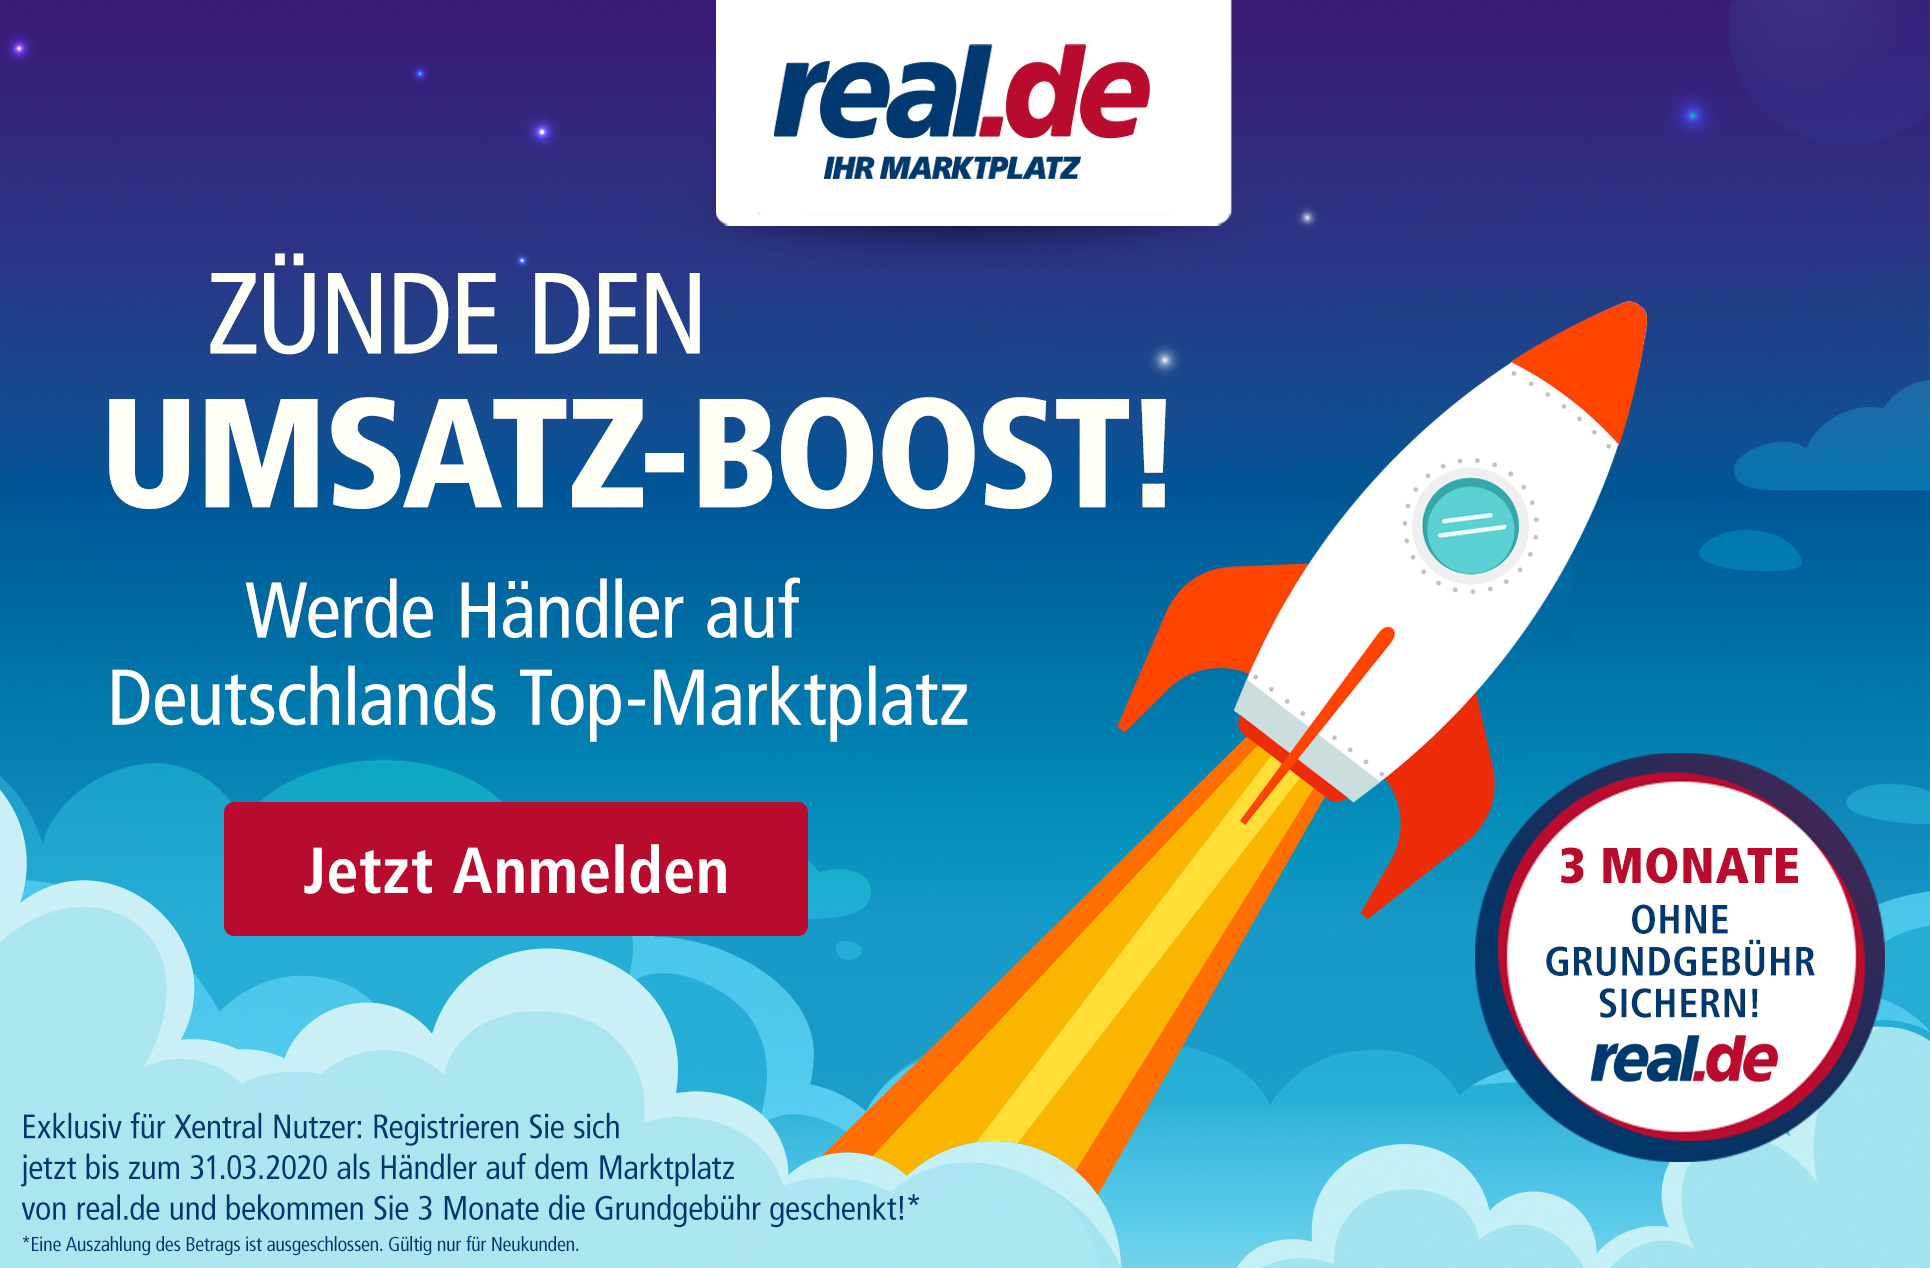 real.de
IHR MARKTPLATZ
ZÜNDE DEN
UMSATZ-BOOST!
Werde Händler auf
Deutschlands Top-Marktplatz
Jetzt Anmelden
3 MONATE
OHNE
GRUNDGEBÜHR
SICHERN!
real.de
Exklusiv für Xentral Nutzer: Registrieren Sie sich
jetzt bis zum 31.03.2020 als Händler auf dem Marktplatz
von real.de und bekommen Sie 3 Monate die Grundgebühr geschenkt!*
*Eine Auszahlung des Betrags ist ausgeschlossen. Gültig nur für Neukunden.